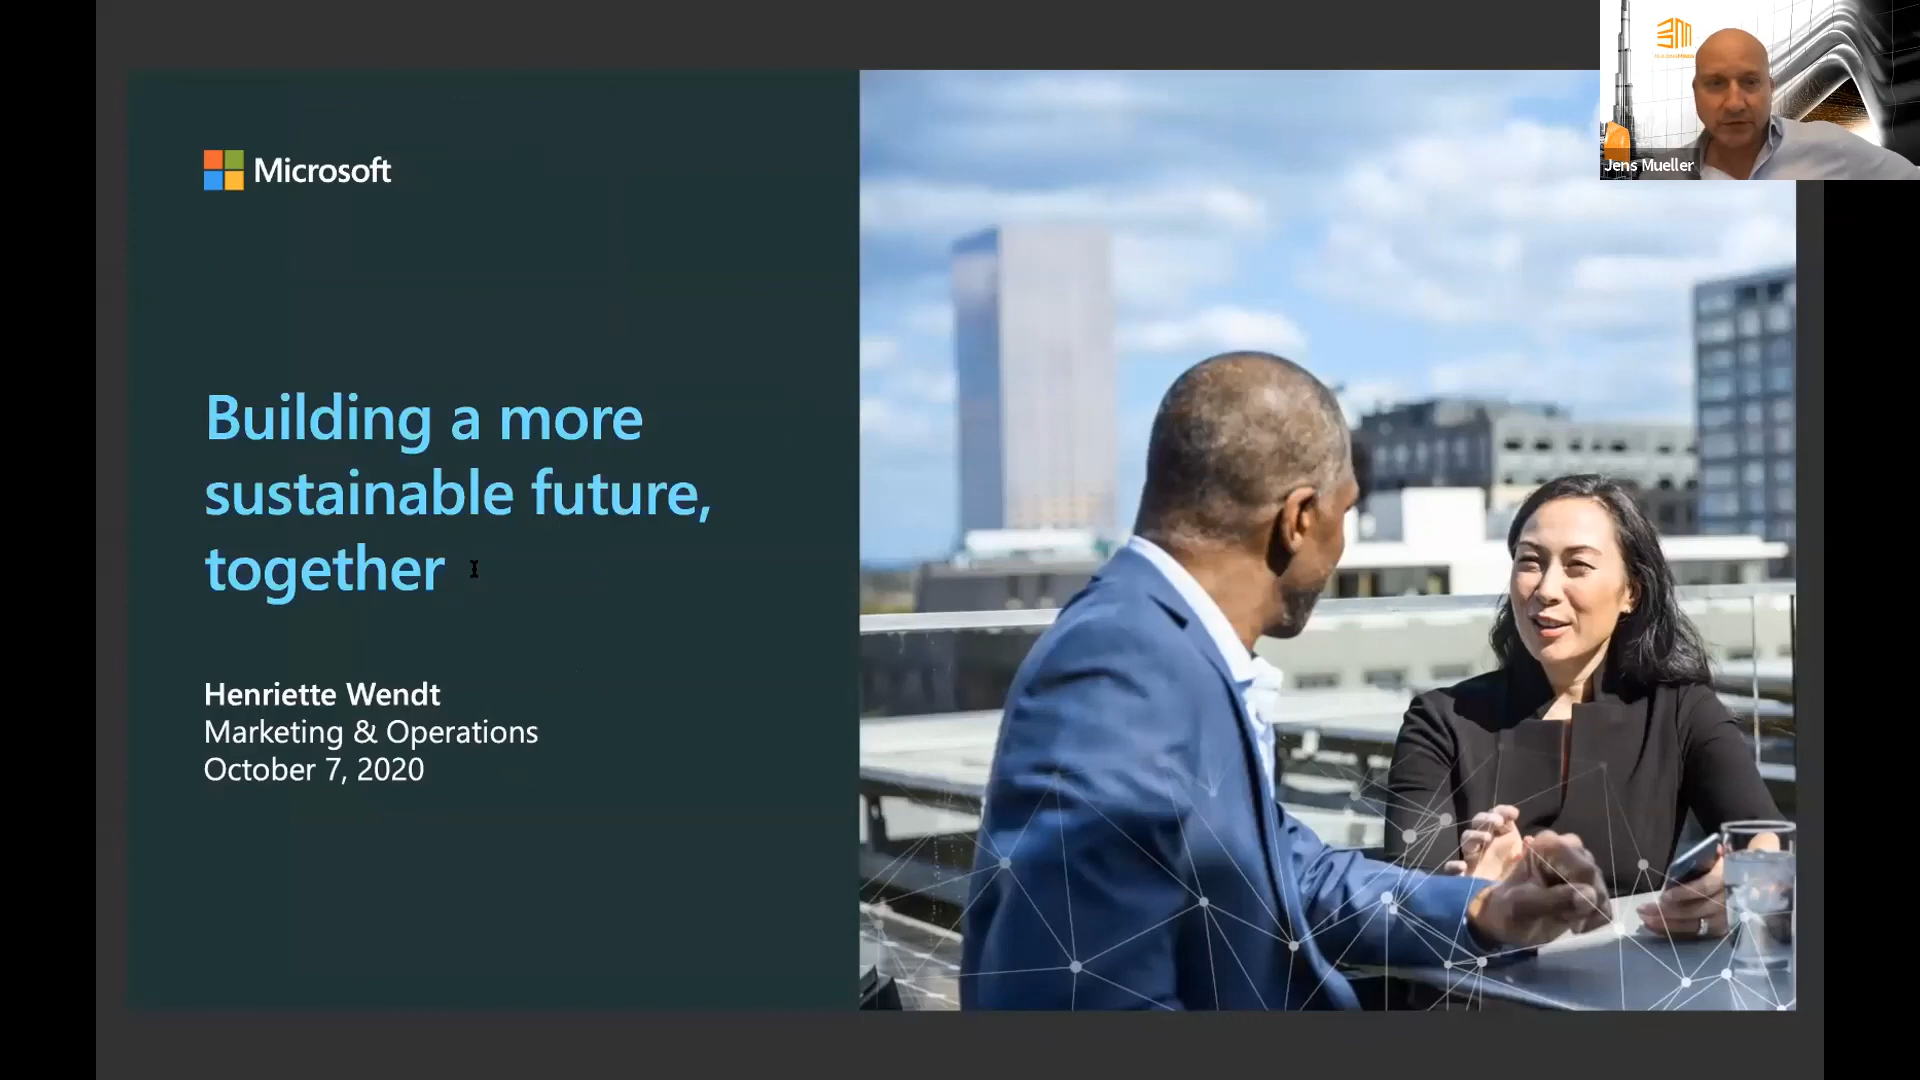 Microsoft
Building a more
sustainable future,
together
Henriette Wendt
Marketing & Operations
October 7, 2020
Jens Mueller